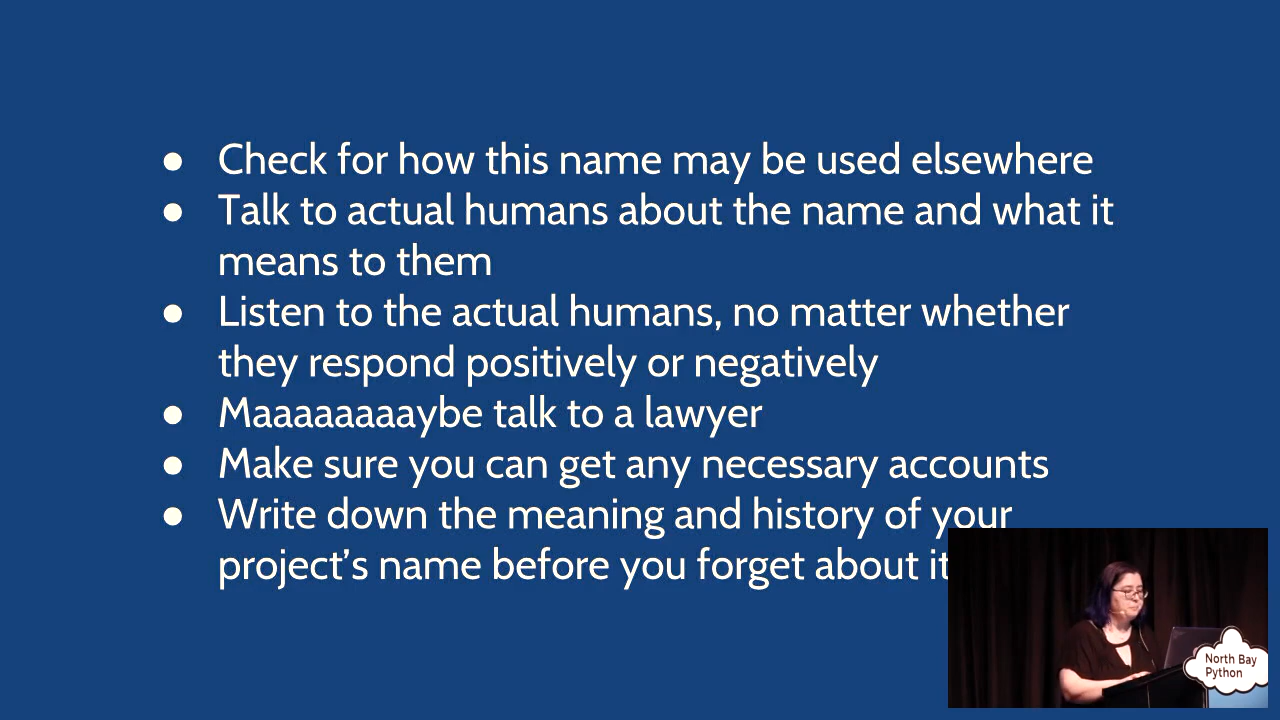 ● Check for how this name may be used elsewhere
● Talk to actual humans about the name and what it
means to them
● Listen to the actual humans, no matter whether
they respond positively or negatively
● Maaaaaaaaybe talk to a lawyer
● Make sure you can get any necessary accounts
● Write down the meaning and history of your
project's name before you forget about it
North Bay
Python